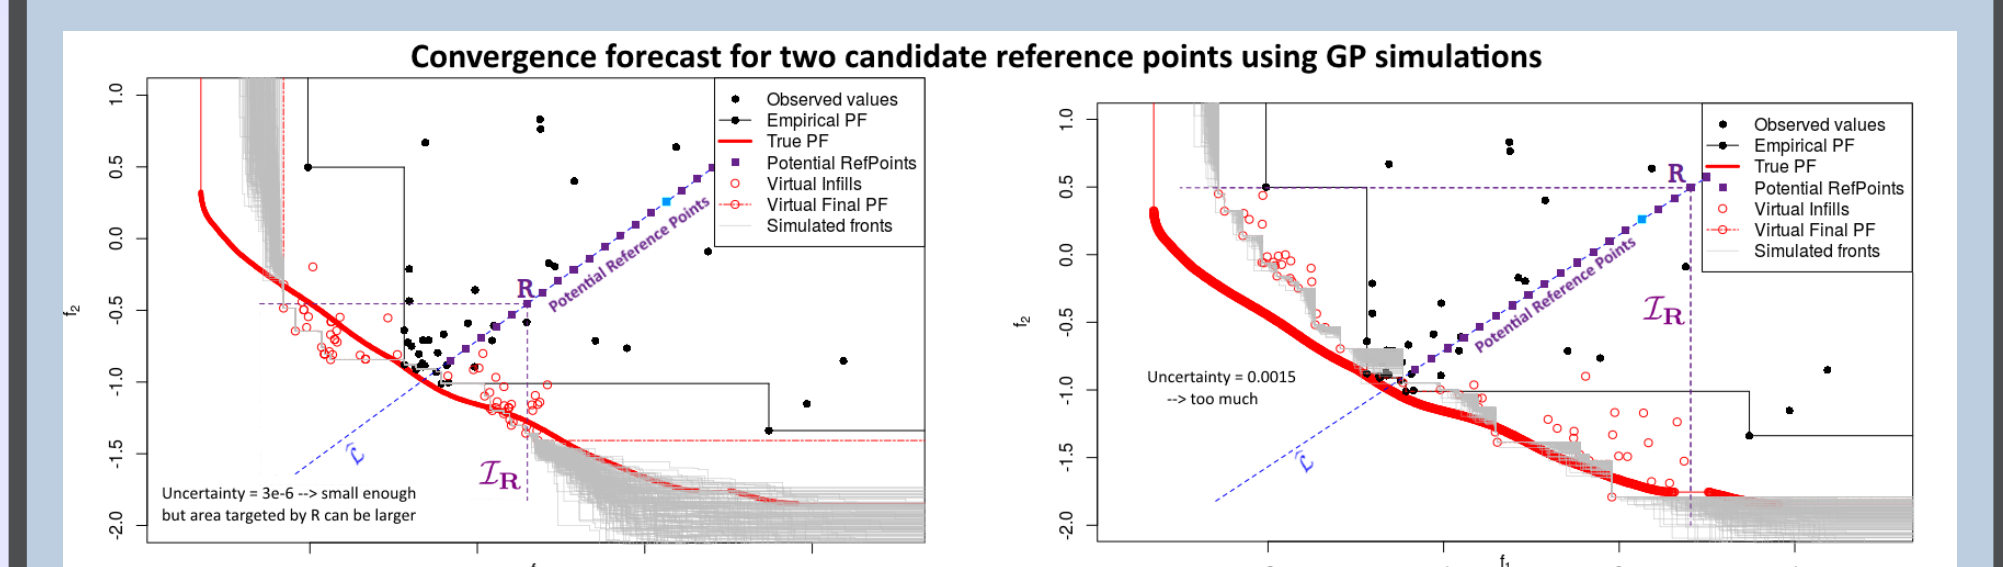 Convergence forecast for two candidate reference points using GP simulations
1.0
0.5
0.0
-0.5
-1.0
-1.5
-2.0
f2
Observed values
Empirical PF
True PF
Potential RefPoints
Virtual Infills
Virtual Final PF
Simulated fronts
Potential Reference Points
R
I_R
L̂
Uncertainty = 3e-6 --> small enough
but area targeted by R can be larger
1.0
0.5
0.0
-0.5
-1.0
-1.5
-2.0
f2
Observed values
Empirical PF
True PF
Potential RefPoints
Virtual Infills
Virtual Final PF
Simulated fronts
R
Potential Reference Points
I_R
Uncertainty = 0.0015
--> too much
L̂
f1